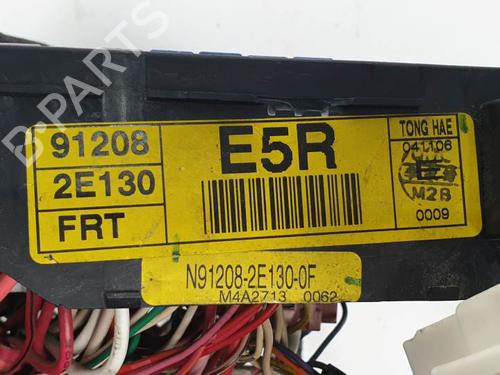 B-PARTS
91208
2E130
FRT
E5R
TONG HAE
041106
M2B
0009
N91208-2E130-0F
M4A2713 0062